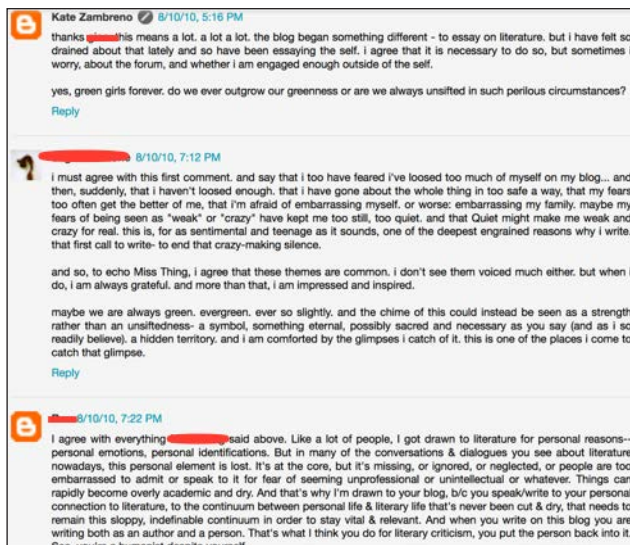 Kate Zambreno 8/10/10, 5:16 PM
thanks this means a lot. a lot a lot. the blog began something different - to essay on literature. but i have felt so
drained about that lately and so have been essaying the self. i agree that it is necessary to do so, but sometimes i
worry, about the forum, and whether i am engaged enough outside of the self.
yes, green girls forever. do we ever outgrow our greenness or are we always unsifted in such perilous circumstances?
Reply
8/10/10, 7:12 PM
i must agree with this first comment. and say that i too have feared i've loosed too much of myself on my blog... and
then, suddenly, that i haven't loosed enough. that i have gone about the whole thing in too safe a way, that my fears
too often get the better of me, that i'm afraid of embarrassing myself. or worse: embarrassing my family. maybe my
fears of being seen as "weak" or "crazy" have kept me too still, too quiet. and that Quiet might make me weak and
crazy for real. this is, for as sentimental and teenage as it sounds, one of the deepest engrained reasons why i write.
that first call to write- to end that crazy-making silence.
and so, to echo Miss Thing, i agree that these themes are common. i don't see them voiced much either. but when i
do, i am always grateful. and more than that, i am impressed and inspired.
maybe we are always green. evergreen. ever so slightly. and the chime of this could instead be seen as a strength
rather than an unsiftedness- a symbol, something eternal, possibly sacred and necessary as you say (and as i so
readily believe). a hidden territory. and i am comforted by the glimpses i catch of it. this is one of the places i come to
catch that glimpse.
Reply
8/10/10, 7:22 PM
I agree with everything said above. Like a lot of people, I got drawn to literature for personal reasons--
personal emotions, personal identifications. But in many of the conversations & dialogues you see about literature
nowadays, this personal element is lost. It's at the core, but it's missing, or ignored, or neglected, or people are too
embarrassed to admit or speak to it for fear of seeming unprofessional or unintellectual or whatever. Things can
rapidly become overly academic and dry. And that's why I'm drawn to your blog, b/c you speak/write to your personal
connection to literature, to the continuum between personal life & literary life that's never been cut & dry, that needs to
remain this sloppy, indefinable continuum in order to stay vital & relevant. And when you write on this blog you are
writing both as an author and a person. That's what I think you do for literary criticism, you put the person back into it.